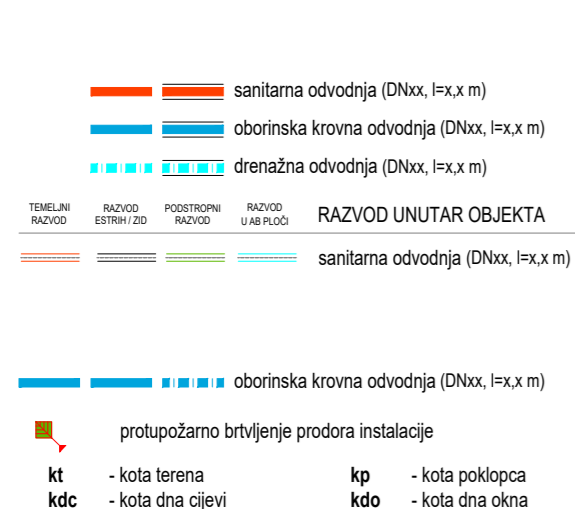 sanitarna odvodnja (DNxx, l=x,x m)
oborinska krovna odvodnja (DNxx, l=x,x m)
drenažna odvodnja (DNxx, l=x,x m)
TEMELJNI RAZVOD PODSTROPNI RAZVOD
RAZVOD ESTRIH / ZID RAZVOD U AB PLOČI
RAZVOD UNUTAR OBJEKTA
sanitarna odvodnja (DNxx, l=x,x m)
oborinska krovna odvodnja (DNxx, l=x,x m)
protupožarno brtvljenje prodora instalacije
kt - kota terena kp - kota poklopca
kdc - kota dna cijevi kdo - kota dna okna